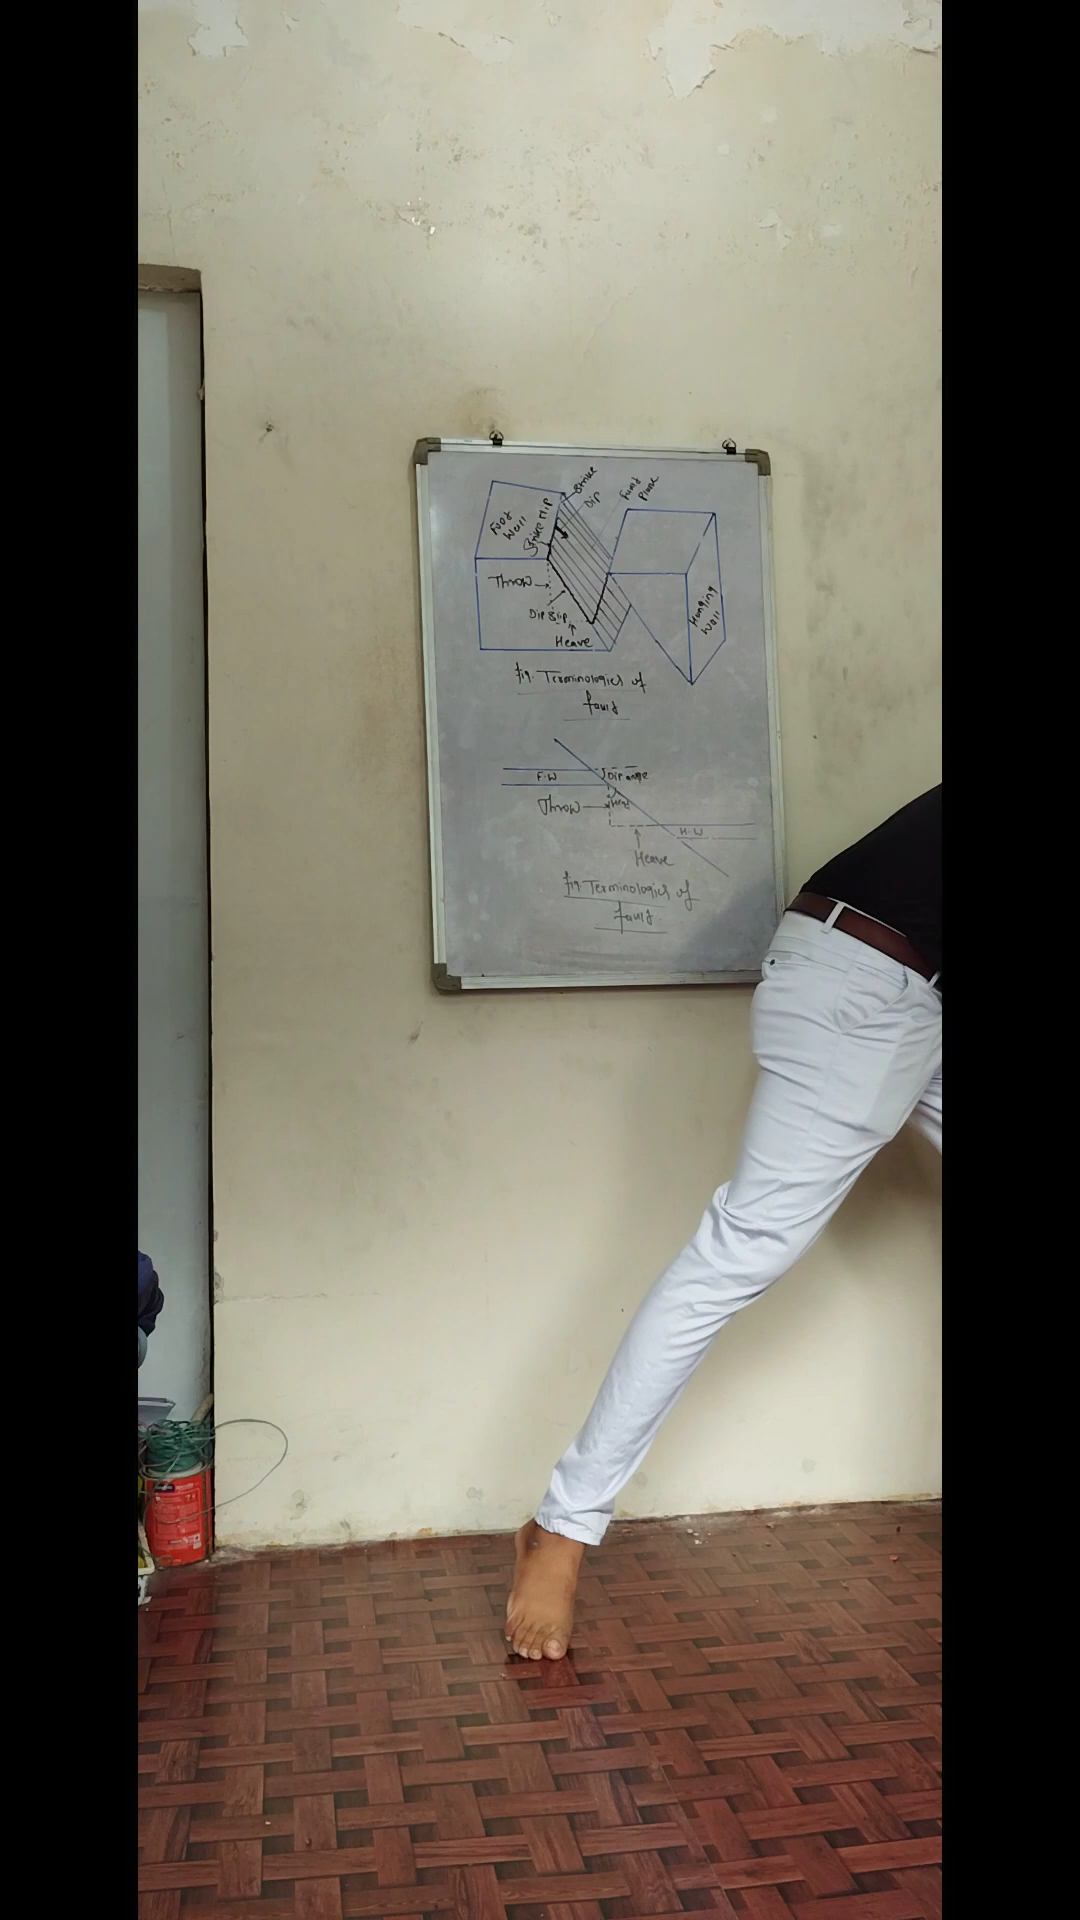 Strike
Dip
Fault
Plane
Foot
Wall
Strike slip
Throw
Dip slip
Heave
Hanging
Wall
fig. Terminologies of
fault
F.W
Dip angle
Throw
Hade
H.W
Heave
fig. Terminologies of
fault.